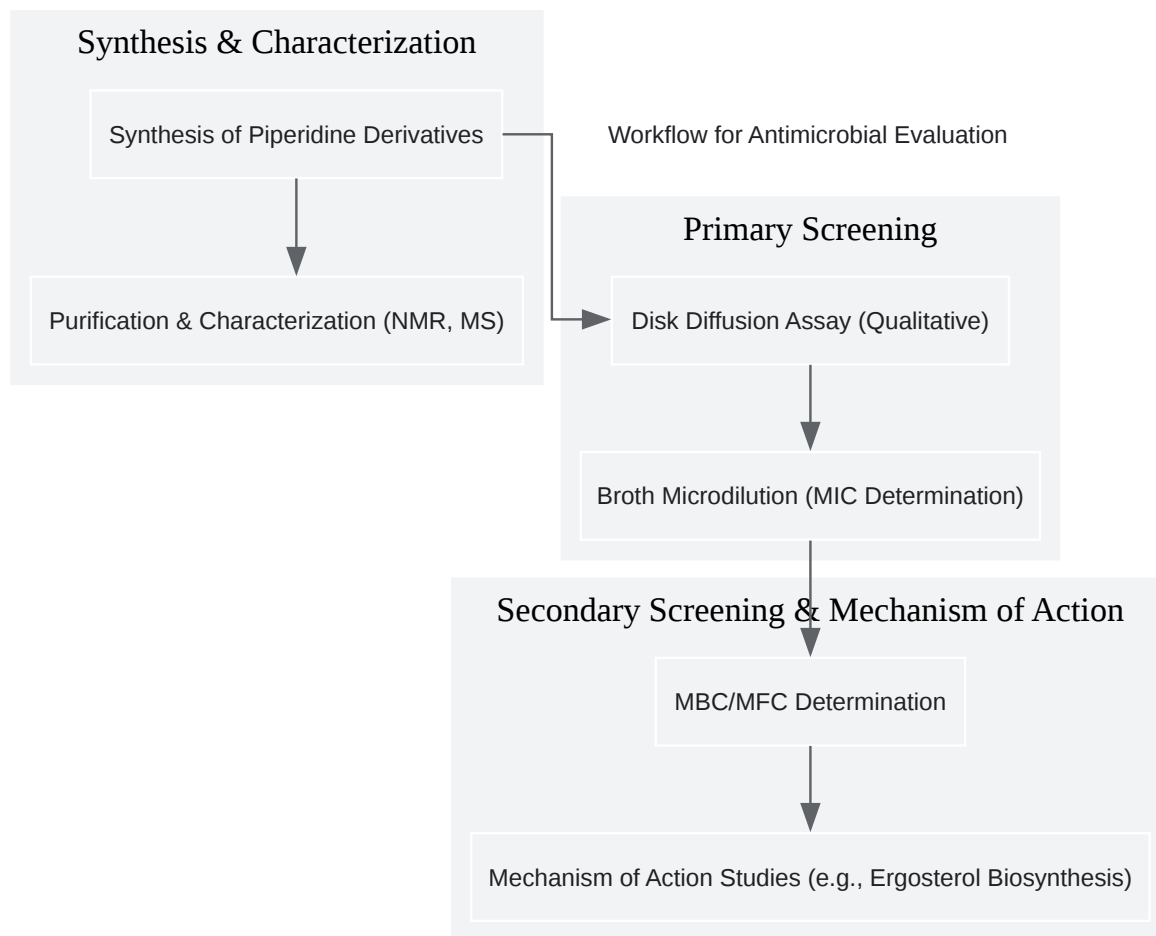 Synthesis & Characterization
Synthesis of Piperidine Derivatives
Workflow for Antimicrobial Evaluation
Primary Screening
Purification & Characterization (NMR, MS)
Disk Diffusion Assay (Qualitative)
Broth Microdilution (MIC Determination)
Secondary Screening & Mechanism of Action
MBC/MFC Determination
Mechanism of Action Studies (e.g., Ergosterol Biosynthesis)